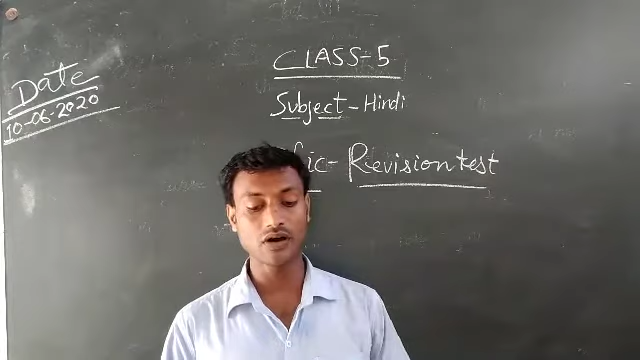 Date
10-06-2020
CLASS-5
Subject-Hindi
Revision test